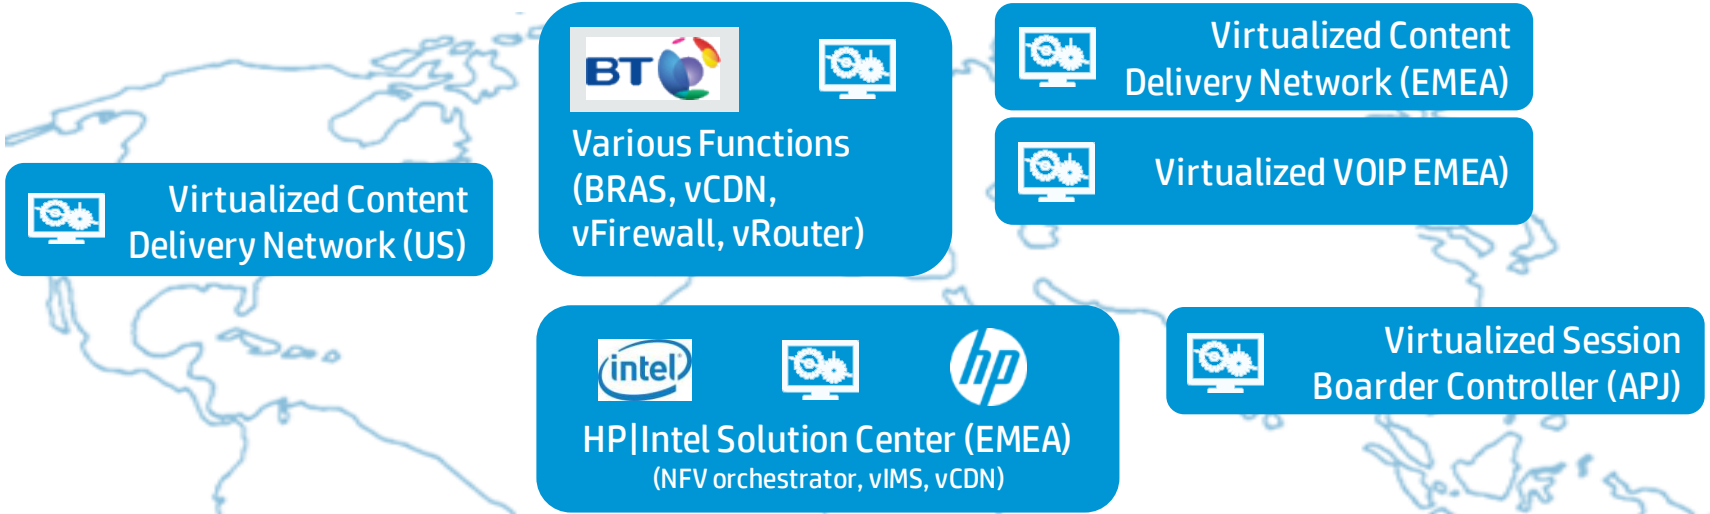 Virtualized Content
Delivery Network (US)
BT
Various Functions
(BRAS, vCDN,
vFirewall, vRouter)
Virtualized Content
Delivery Network (EMEA)
Virtualized VOIP EMEA)
intel
hp
HP|Intel Solution Center (EMEA)
(NFV orchestrator, vIMS, vCDN)
Virtualized Session
Boarder Controller (APJ)